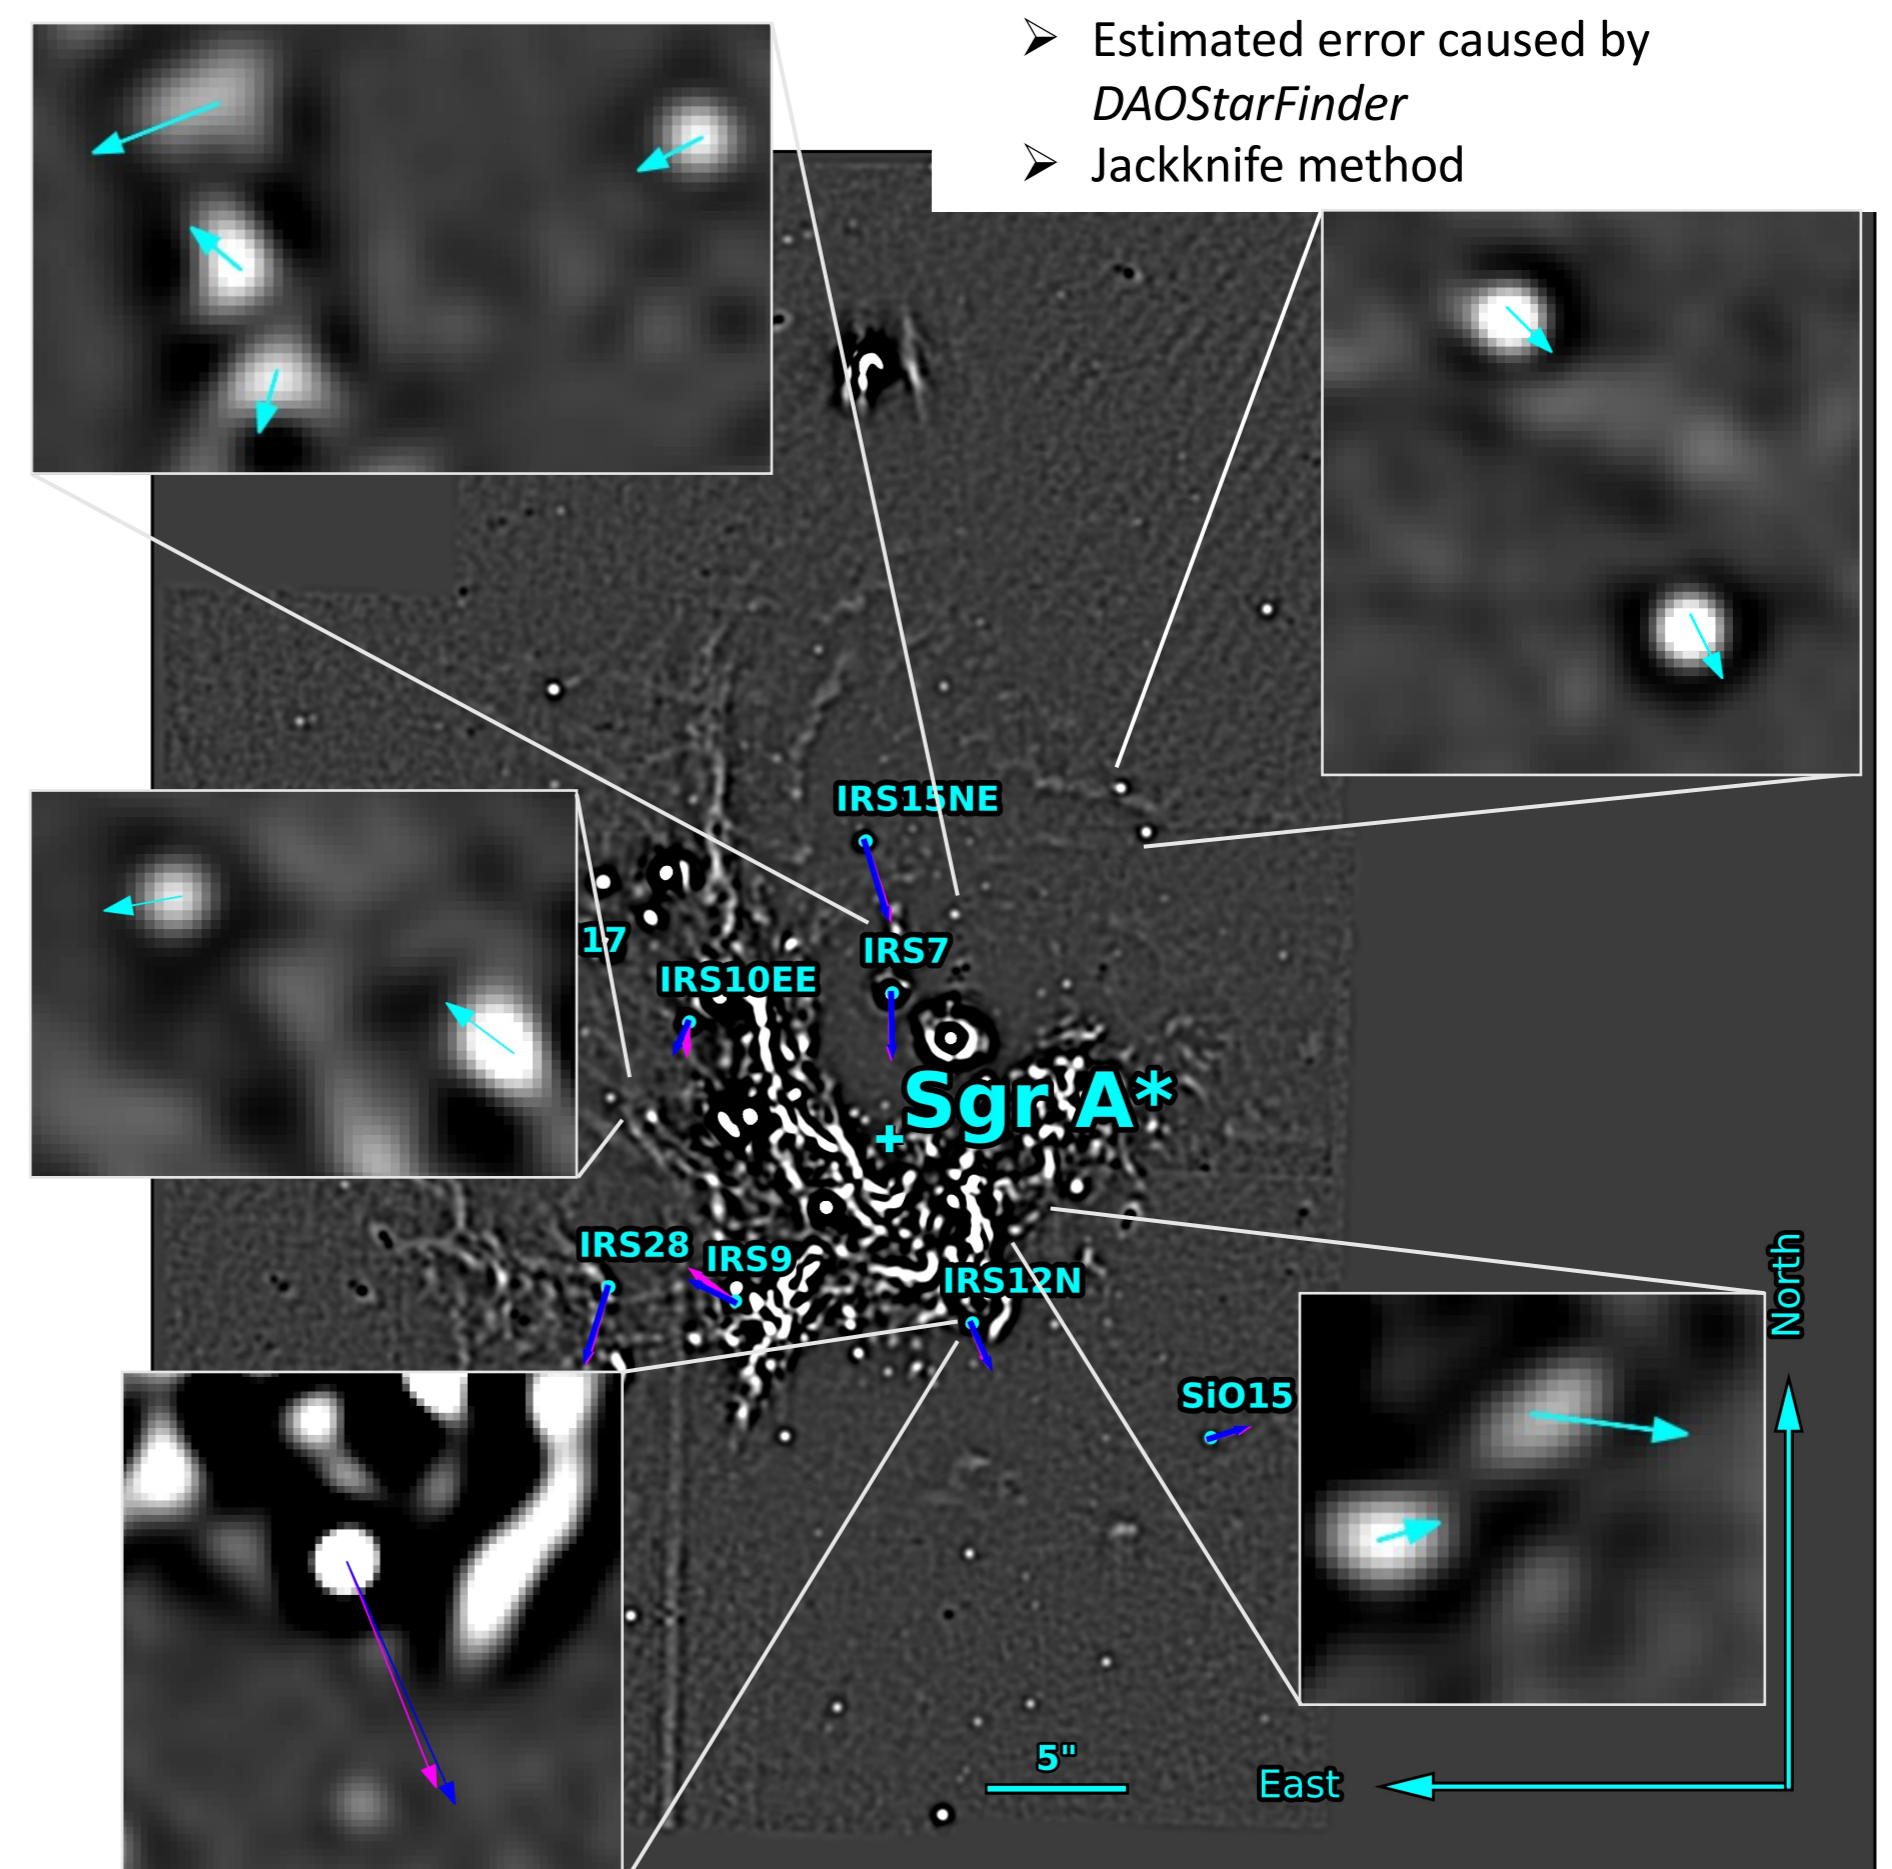 ➢ Estimated error caused by
DAOStarFinder
➢ Jackknife method
IRS15NE
17
IRS7
IRS10EE
Sgr A*
IRS28
IRS9
IRS12N
North
SiO15
5"
East